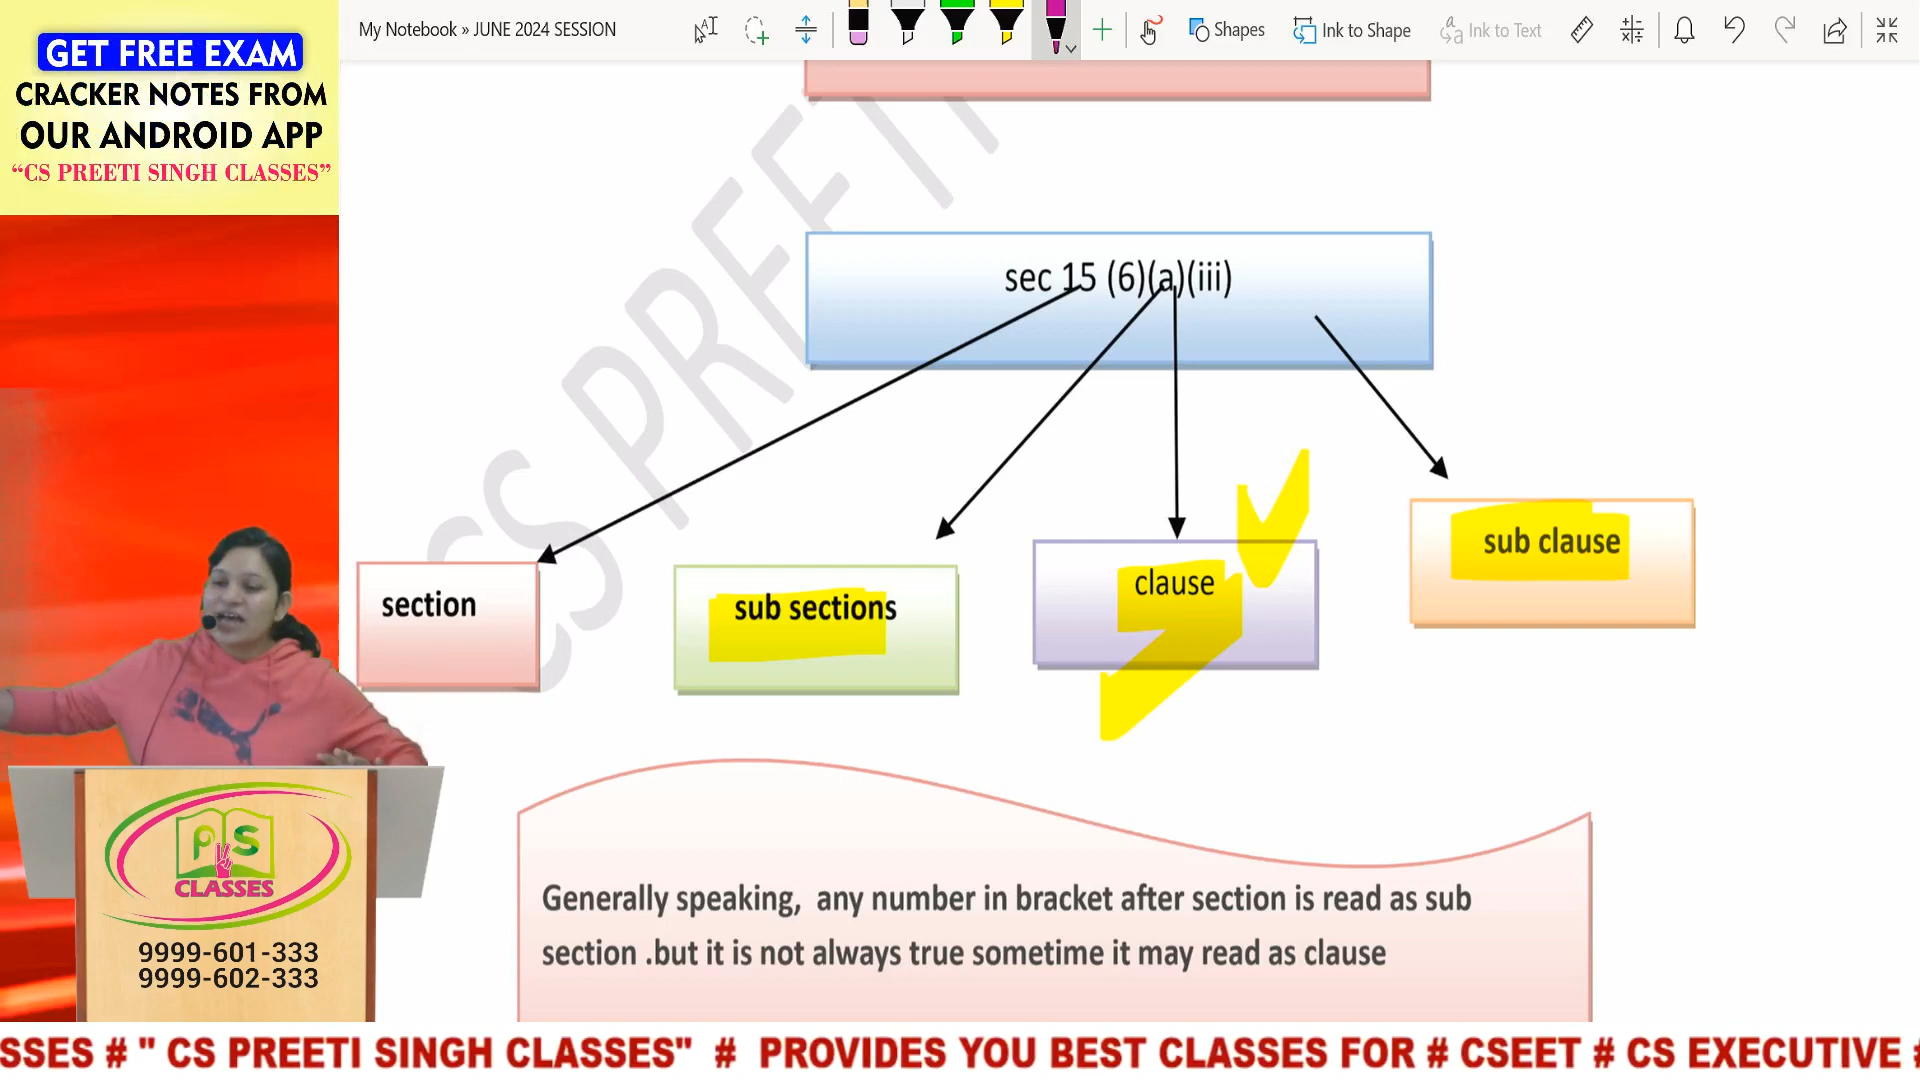 GET FREE EXAM
CRACKER NOTES FROM
OUR ANDROID APP
“CS PREETI SINGH CLASSES”
My Notebook » JUNE 2024 SESSION
Shapes
Ink to Shape
Ink to Text
CS PREETI
sec 15 (6)(a)(iii)
section
sub sections
clause
sub clause
Generally speaking, any number in bracket after section is read as sub
section .but it is not always true sometime it may read as clause
PS
CLASSES
9999-601-333
9999-602-333
SSES # " CS PREETI SINGH CLASSES" # PROVIDES YOU BEST CLASSES FOR # CSEET # CS EXECUTIVE #